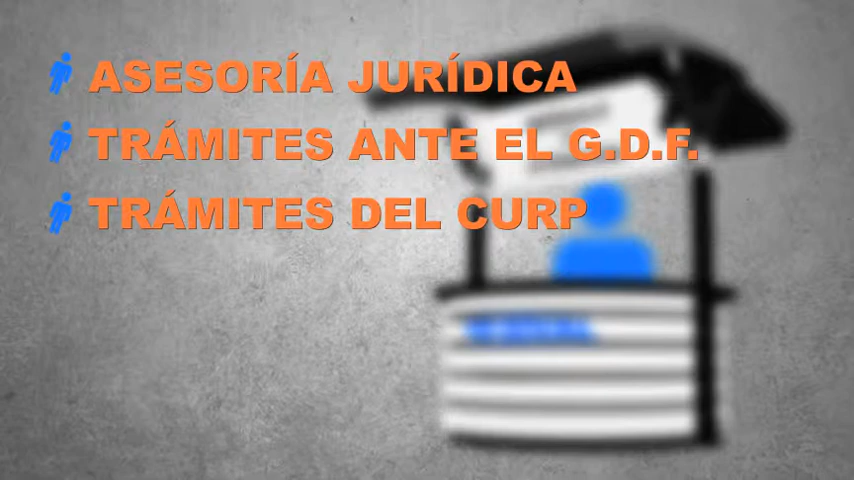 ASESORÍA JURÍDICA
TRÁMITES ANTE EL G.D.F.
TRÁMITES DEL CURP